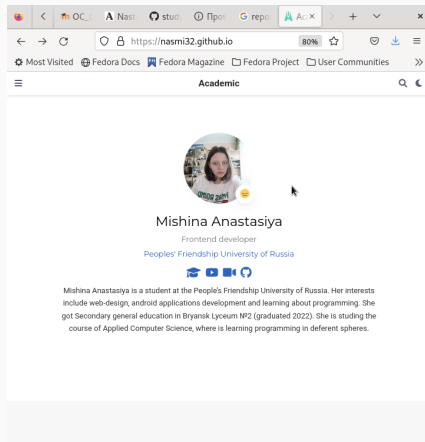 OC_
Nast
stud
Про
repo
Aca
https://nasmi32.github.io
80%
Most Visited
Fedora Docs
Fedora Magazine
Fedora Project
User Communities
Academic
Mishina Anastasiya
Frontend developer
Peoples' Friendship University of Russia
Mishina Anastasiya is a student at the People's Friendship University of Russia. Her interests
include web-design, android applications development and learning about programming. She
got Secondary general education in Bryansk Lyceum №2 (graduated 2022). She is studing the
course of Applied Computer Science, where is learning programming in deferent spheres.